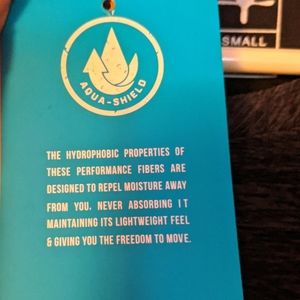 SMALL
AQUA-SHIELD
THE HYDROPHOBIC PROPERTIES OF
THESE PERFORMANCE FIBERS ARE
DESIGNED TO REPEL MOISTURE AWAY
FROM YOU, NEVER ABSORBING IT
MAINTAINING ITS LIGHTWEIGHT FEEL
& GIVING YOU THE FREEDOM TO MOVE.